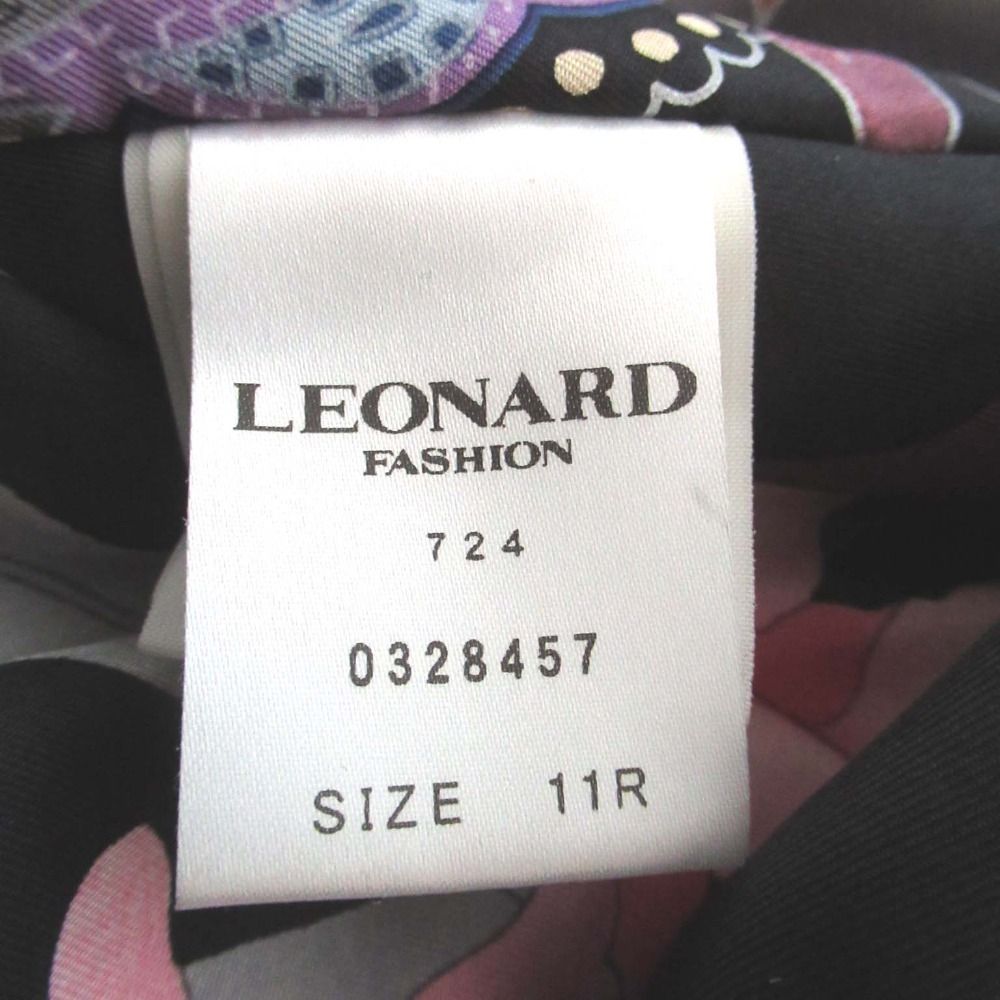 LEONARD
FASHION
724
0328457
SIZE 11R